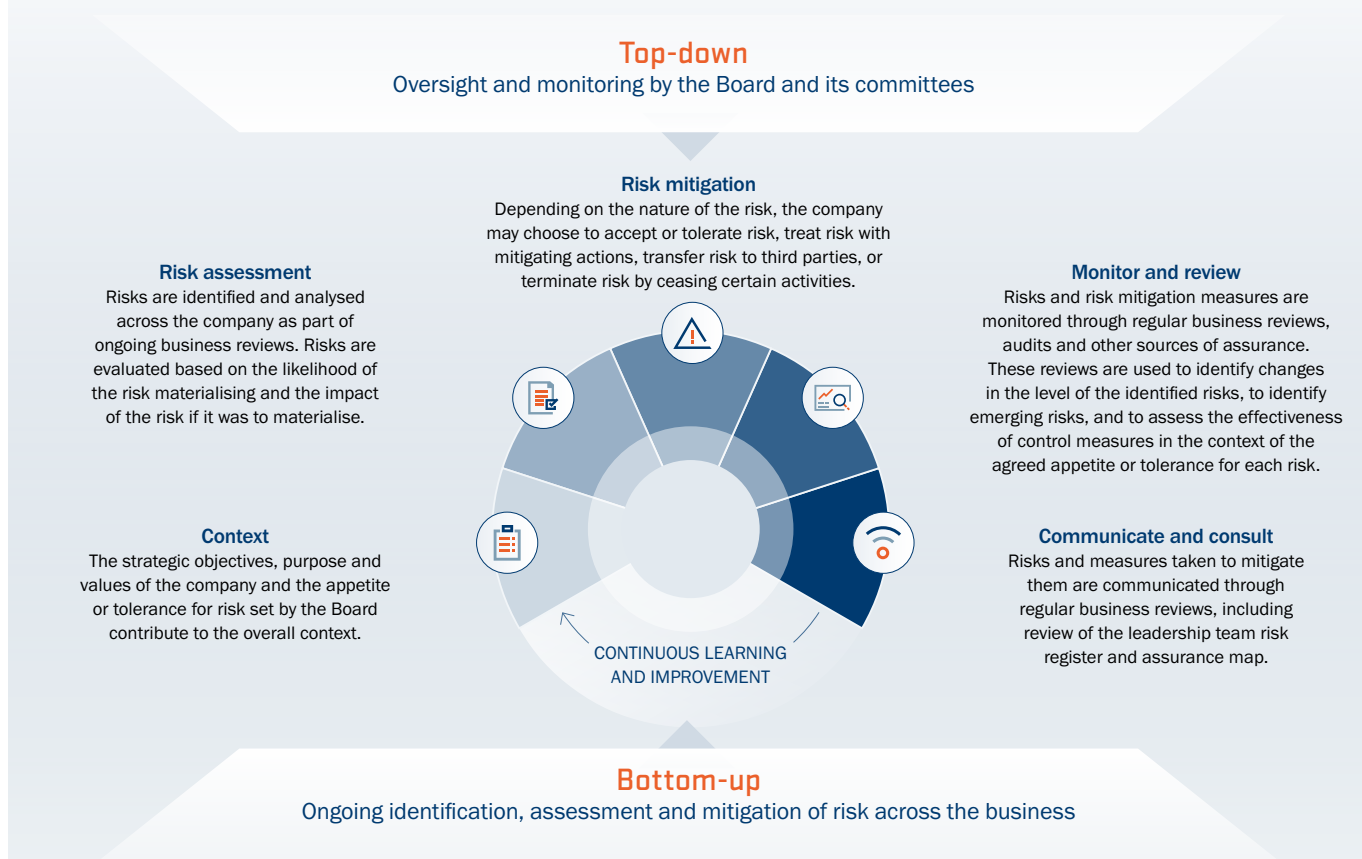 Top-down
Oversight and monitoring by the Board and its committees
Risk mitigation
Depending on the nature of the risk, the company
may choose to accept or tolerate risk, treat risk with
mitigating actions, transfer risk to third parties, or
terminate risk by ceasing certain activities.
Risk assessment
Risks are identified and analysed
across the company as part of
ongoing business reviews. Risks are
evaluated based on the likelihood of
the risk materialising and the impact
of the risk if it was to materialise.
Monitor and review
Risks and risk mitigation measures are
monitored through regular business reviews,
audits and other sources of assurance.
These reviews are used to identify changes
in the level of the identified risks, to identify
emerging risks, and to assess the effectiveness
of control measures in the context of the
agreed appetite or tolerance for each risk.
Context
The strategic objectives, purpose and
values of the company and the appetite
or tolerance for risk set by the Board
contribute to the overall context.
Communicate and consult
Risks and measures taken to mitigate
them are communicated through
regular business reviews, including
review of the leadership team risk
register and assurance map.
CONTINUOUS LEARNING
AND IMPROVEMENT
Bottom-up
Ongoing identification, assessment and mitigation of risk across the business